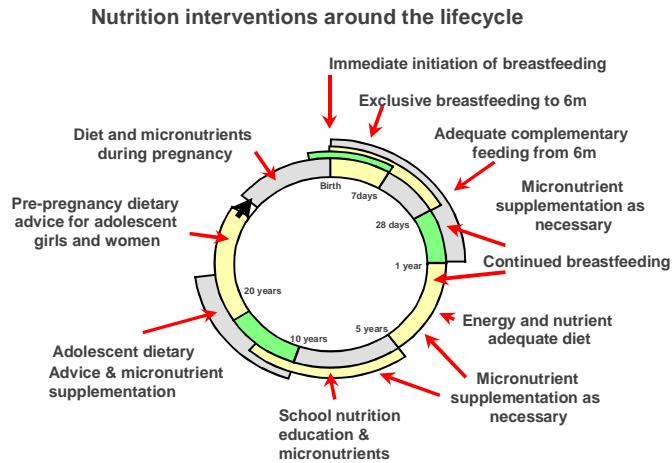 Nutrition interventions around the lifecycle
Immediate initiation of breastfeeding
Exclusive breastfeeding to 6m
Diet and micronutrients
during pregnancy
Adequate complementary
feeding from 6m
Pre-pregnancy dietary
advice for adolescent
girls and women
Birth
7days
28 days
1 year
5 years
10 years
20 years
Micronutrient
supplementation as
necessary
Continued breastfeeding
Energy and nutrient
adequate diet
Adolescent dietary
Advice & micronutrient
supplementation
School nutrition
education &
micronutrients
Micronutrient
supplementation as
necessary